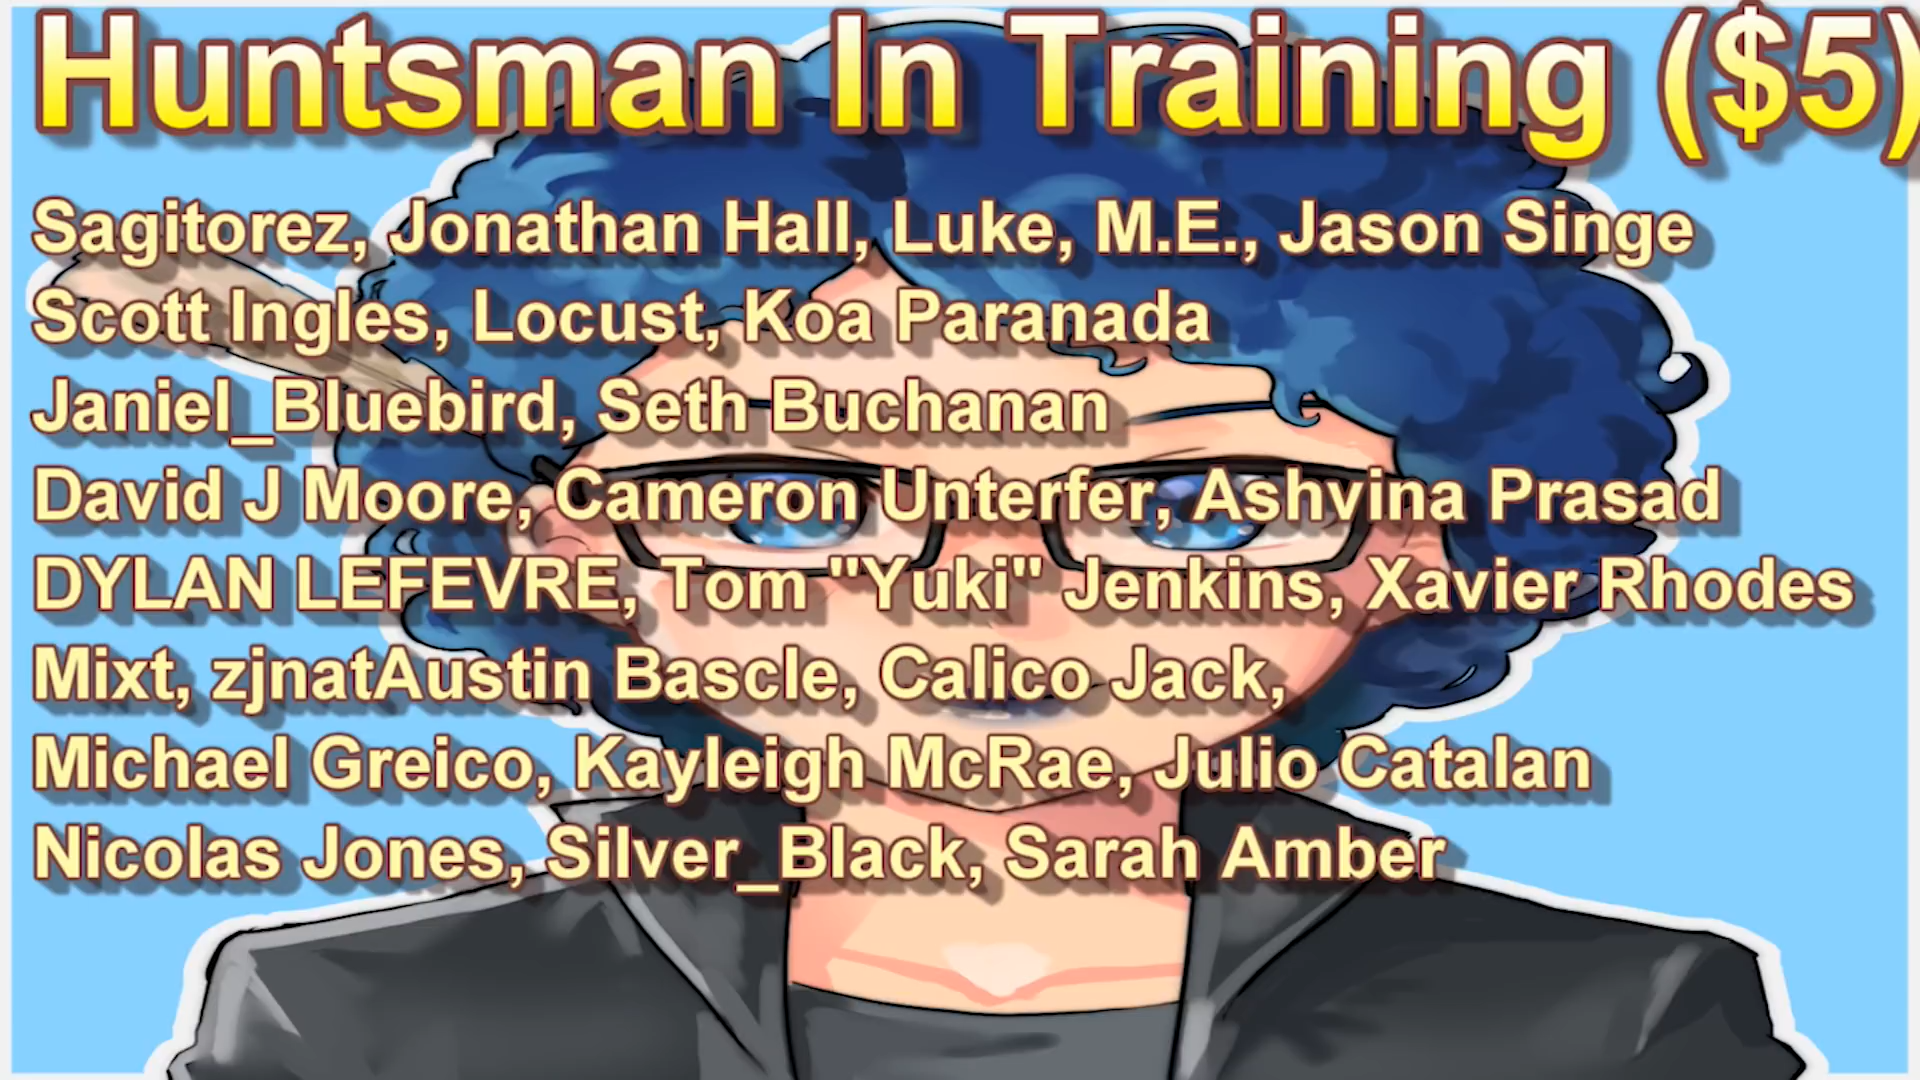 Huntsman In Training ($5)
Sagitorez, Jonathan Hall, Luke, M.E., Jason Singe
Scott Ingles, Locust, Koa Paranada
Janiel_Bluebird, Seth Buchanan
David J Moore, Cameron Unterfer, Ashvina Prasad
DYLAN LEFEVRE, Tom "Yuki" Jenkins, Xavier Rhodes
Mixt, zjnatAustin Bascle, Calico Jack,
Michael Greico, Kayleigh McRae, Julio Catalan
Nicolas Jones, Silver_Black, Sarah Amber